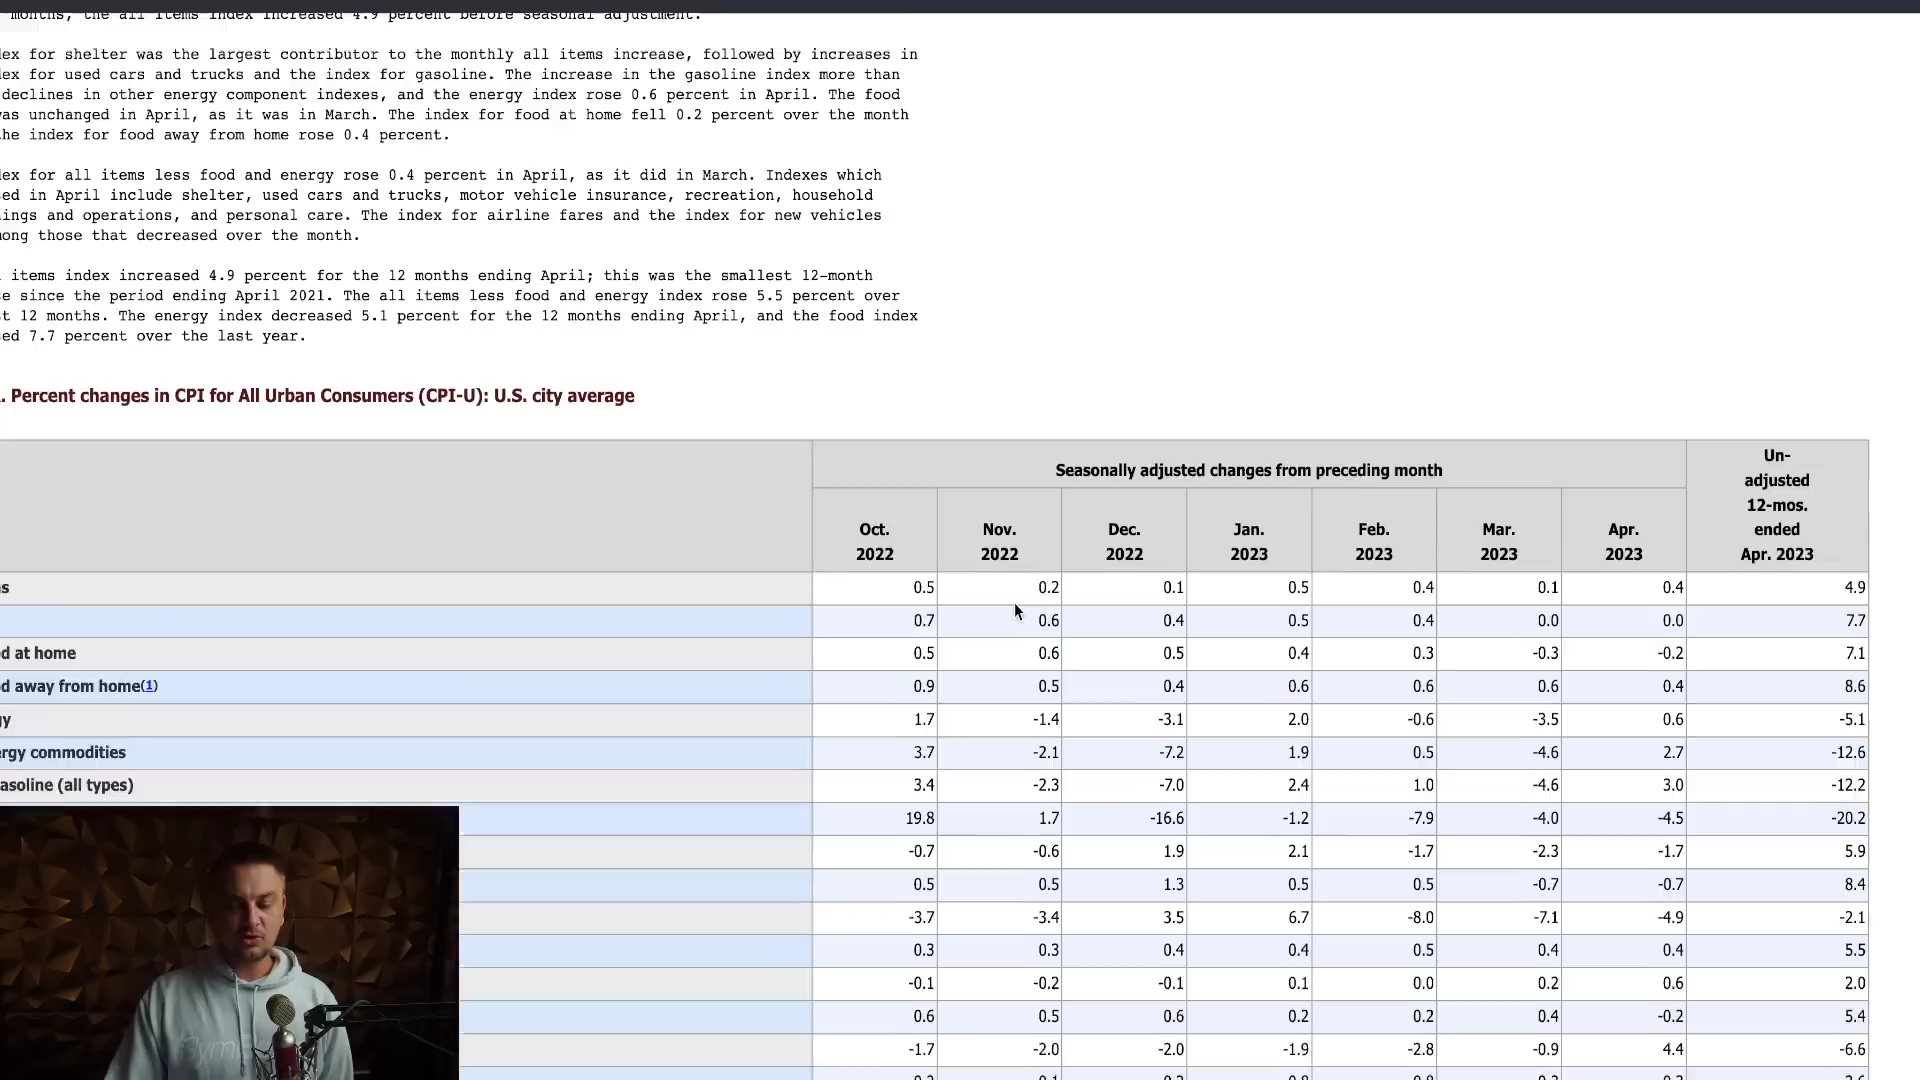 months, the all items index increased 4.9 percent before seasonal adjustment.
dex for shelter was the largest contributor to the monthly all items increase, followed by increases in
dex for used cars and trucks and the index for gasoline. The increase in the gasoline index more than
declines in other energy component indexes, and the energy index rose 0.6 percent in April. The food
was unchanged in April, as it was in March. The index for food at home fell 0.2 percent over the month
the index for food away from home rose 0.4 percent.
dex for all items less food and energy rose 0.4 percent in April, as it did in March. Indexes which
sed in April include shelter, used cars and trucks, motor vehicle insurance, recreation, household
ings and operations, and personal care. The index for airline fares and the index for new vehicles
mong those that decreased over the month.
items index increased 4.9 percent for the 12 months ending April; this was the smallest 12-month
e since the period ending April 2021. The all items less food and energy index rose 5.5 percent over
t 12 months. The energy index decreased 5.1 percent for the 12 months ending April, and the food index
sed 7.7 percent over the last year.
. Percent changes in CPI for All Urban Consumers (CPI-U): U.S. city average
Seasonally adjusted changes from preceding month
Un-
adjusted
12-mos.
ended
Apr. 2023
Oct. 2022 Nov. 2022 Dec. 2022 Jan. 2023 Feb. 2023 Mar. 2023 Apr. 2023
s 0.5 0.2 0.1 0.5 0.4 0.1 0.4 4.9
0.7 0.6 0.4 0.5 0.4 0.0 0.0 7.7
d at home 0.5 0.6 0.5 0.4 0.3 -0.3 -0.2 7.1
d away from home(1) 0.9 0.5 0.4 0.6 0.6 0.6 0.4 8.6
gy 1.7 -1.4 -3.1 2.0 -0.6 -3.5 0.6 -5.1
ergy commodities 3.7 -2.1 -7.2 1.9 0.5 -4.6 2.7 -12.6
asoline (all types) 3.4 -2.3 -7.0 2.4 1.0 -4.6 3.0 -12.2
19.8 1.7 -16.6 -1.2 -7.9 -4.0 -4.5 -20.2
-0.7 -0.6 1.9 2.1 -1.7 -2.3 -1.7 5.9
0.5 0.5 1.3 0.5 0.5 -0.7 -0.7 8.4
-3.7 -3.4 3.5 6.7 -8.0 -7.1 -4.9 -2.1
0.3 0.3 0.4 0.4 0.5 0.4 0.4 5.5
-0.1 -0.2 -0.1 0.1 0.0 0.2 0.6 2.0
0.6 0.5 0.6 0.2 0.2 0.4 -0.2 5.4
-1.7 -2.0 -2.0 -1.9 -2.8 -0.9 4.4 -6.6